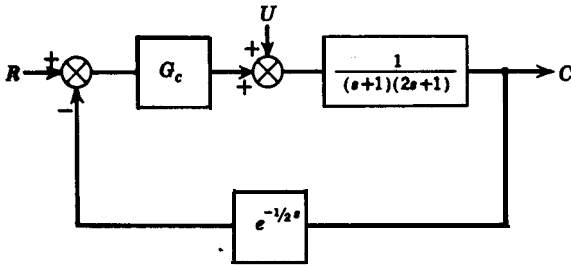 U
+
+
R
G_c
+
1
(s+1)(2s+1)
C
−
e^{-1/2 s}